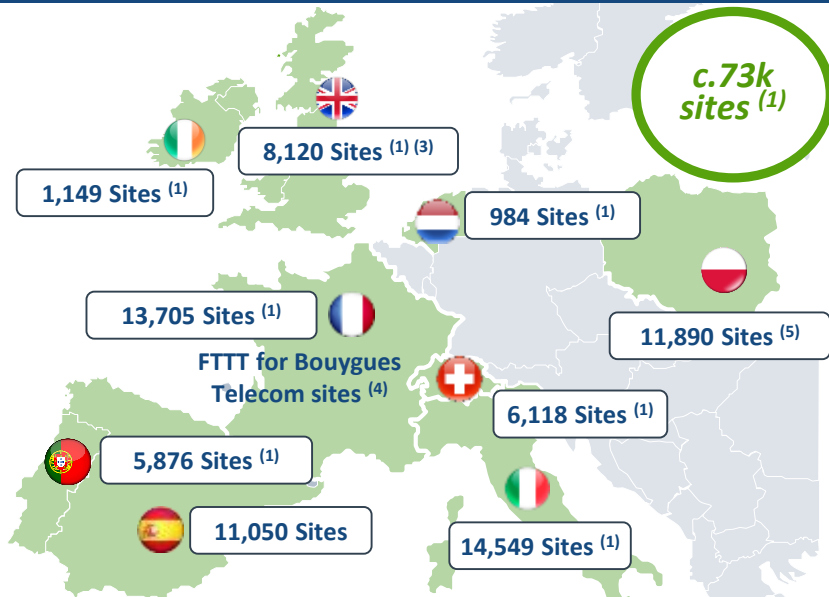 c.73k
sites (1)
8,120 Sites (1) (3)
1,149 Sites (1)
984 Sites (1)
13,705 Sites (1)
11,890 Sites (5)
FTTT for Bouygues
Telecom sites (4)
6,118 Sites (1)
5,876 Sites (1)
11,050 Sites
14,549 Sites (1)